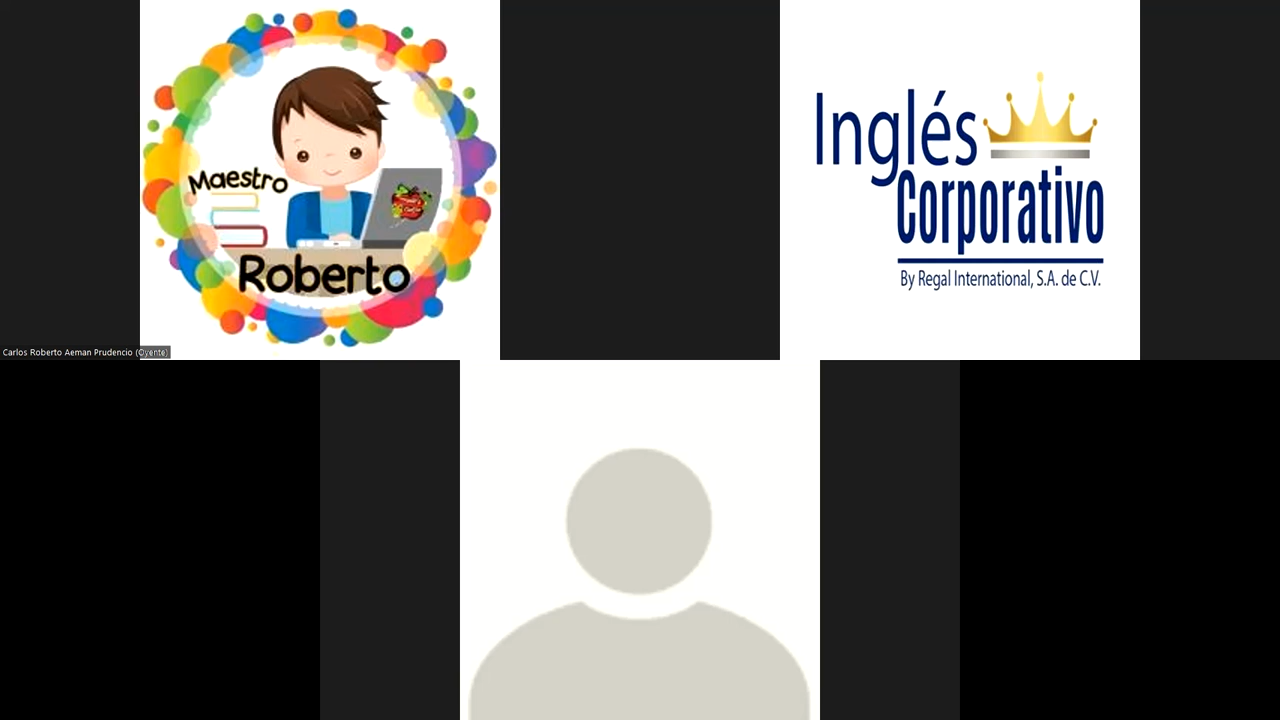 Maestro
Roberto
Carlos Roberto Aeman Prudencio (Oyente)
Inglés
Corporativo
By Regal International, S.A. de C.V.